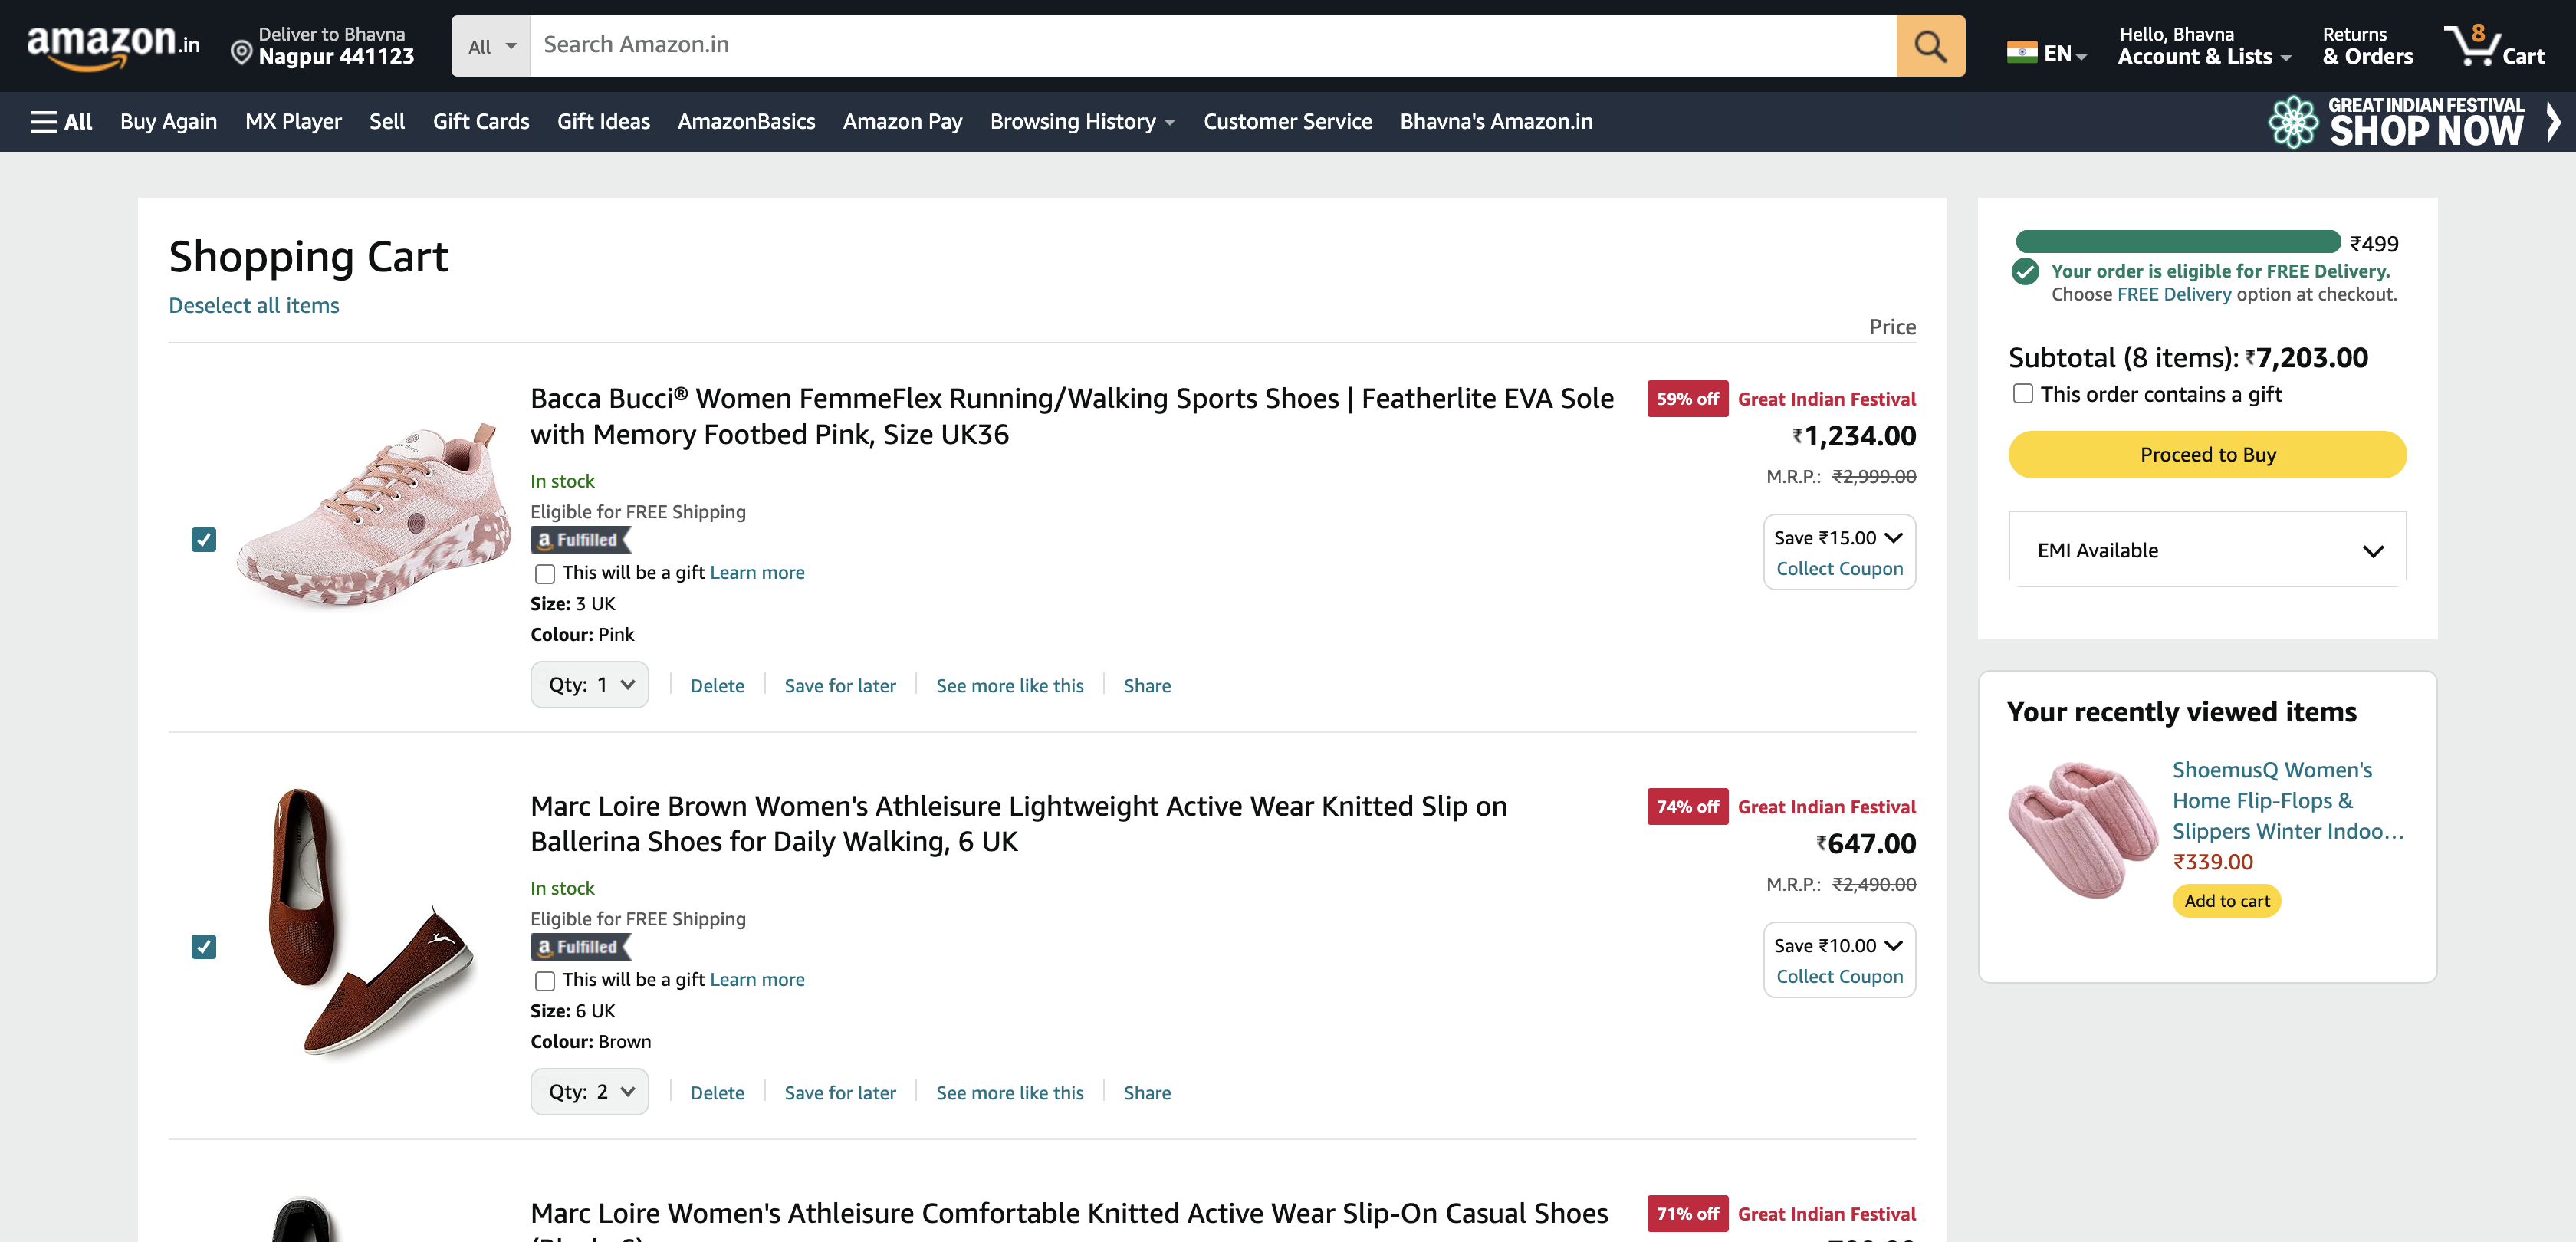 amazon.in
Deliver to Bhavna
Nagpur 441123
All
Search Amazon.in
EN
Hello, Bhavna
Account & Lists
Returns
& Orders
8
Cart
All
Buy Again
MX Player
Sell
Gift Cards
Gift Ideas
AmazonBasics
Amazon Pay
Browsing History
Customer Service
Bhavna's Amazon.in
GREAT INDIAN FESTIVAL
SHOP NOW
Shopping Cart
Deselect all items
Price
Bacca Bucci® Women FemmeFlex Running/Walking Sports Shoes | Featherlite EVA Sole
with Memory Footbed Pink, Size UK36
In stock
Eligible for FREE Shipping
a Fulfilled
This will be a gift Learn more
Size: 3 UK
Colour: Pink
Qty: 1
Delete
Save for later
See more like this
Share
59% off Great Indian Festival
₹1,234.00
M.R.P.: ₹2,999.00
Save ₹15.00
Collect Coupon
Marc Loire Brown Women's Athleisure Lightweight Active Wear Knitted Slip on
Ballerina Shoes for Daily Walking, 6 UK
In stock
Eligible for FREE Shipping
a Fulfilled
This will be a gift Learn more
Size: 6 UK
Colour: Brown
Qty: 2
Delete
Save for later
See more like this
Share
74% off Great Indian Festival
₹647.00
M.R.P.: ₹2,490.00
Save ₹10.00
Collect Coupon
Marc Loire Women's Athleisure Comfortable Knitted Active Wear Slip-On Casual Shoes
71% off Great Indian Festival
₹499
Your order is eligible for FREE Delivery.
Choose FREE Delivery option at checkout.
Subtotal (8 items): ₹7,203.00
This order contains a gift
Proceed to Buy
EMI Available
Your recently viewed items
ShoemusQ Women's
Home Flip-Flops &
Slippers Winter Indoo…
₹339.00
Add to cart